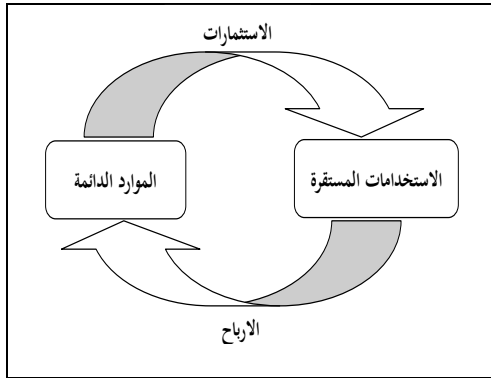 الاستثمارات
الاستخدامات المستقرة
الموارد الدائمة
الارباح